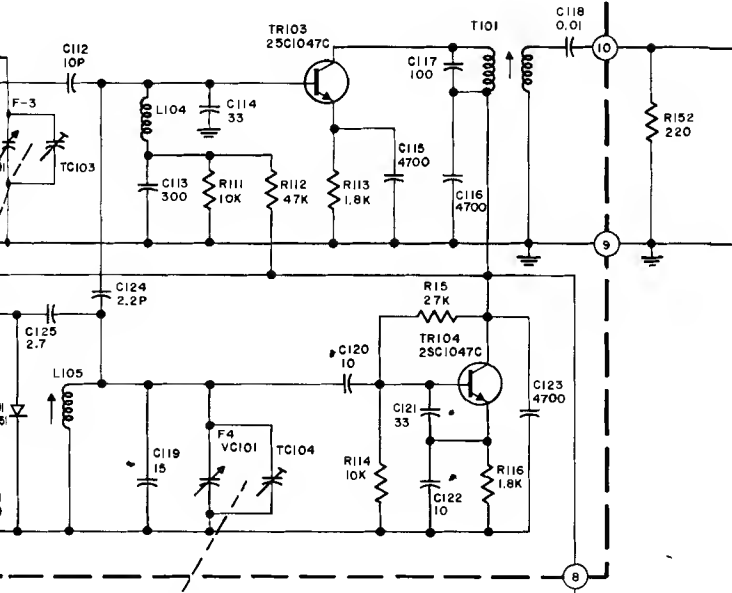 C118
0.01
T101
TR103
2SC1047C
C112
10P
C117
100
10
F-3
L104
C114
33
R152
220
TC103
C115
4700
C113
300
R111
10K
R112
47K
R113
1.8K
C116
4700
9
C124
2.2P
R15
27K
C125
2.7
TR104
2SC1047C
C120
10
L105
C123
4700
C121
33
F4
VC101
TC104
C119
15
R114
10K
R116
1.8K
C122
10
8